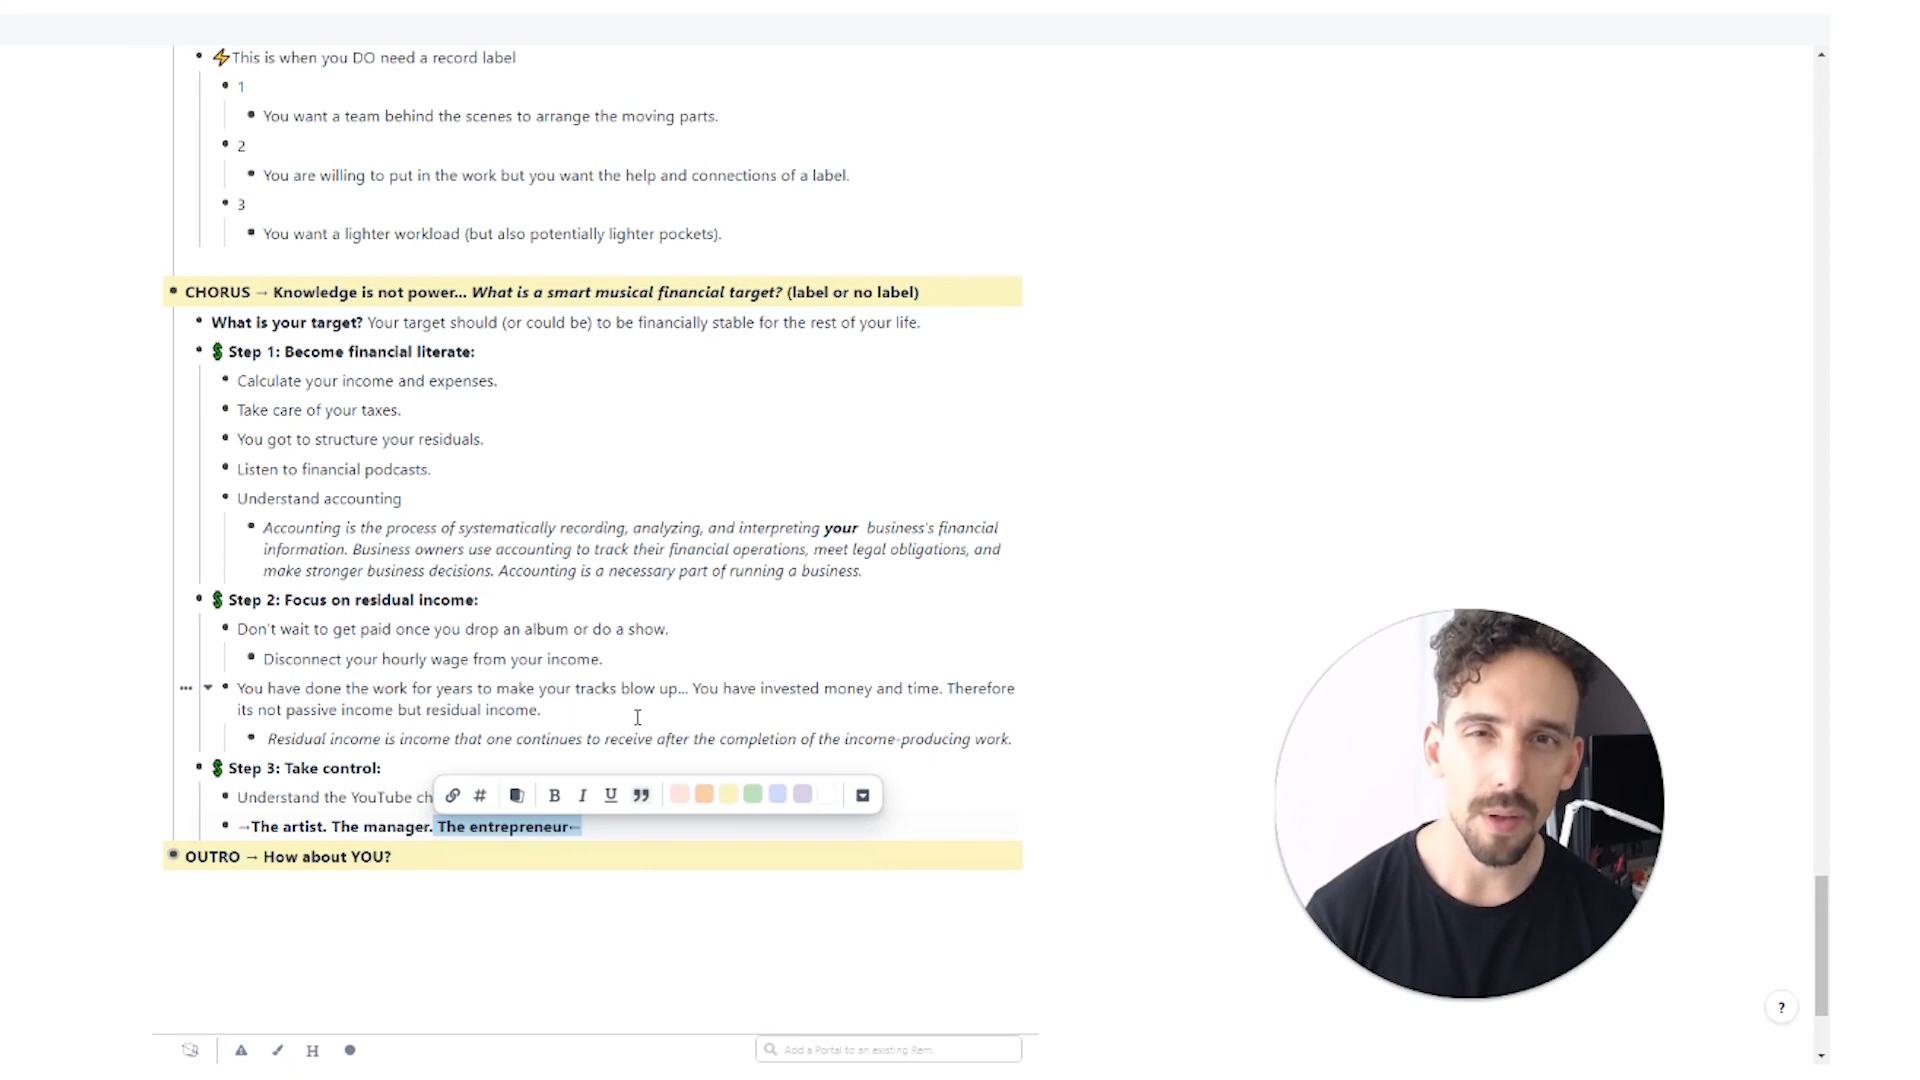 ⚡This is when you DO need a record label
1
You want a team behind the scenes to arrange the moving parts.
2
You are willing to put in the work but you want the help and connections of a label.
3
You want a lighter workload (but also potentially lighter pockets).
CHORUS → Knowledge is not power... What is a smart musical financial target? (label or no label)
What is your target? Your target should (or could be) to be financially stable for the rest of your life.
💲Step 1: Become financial literate:
Calculate your income and expenses.
Take care of your taxes.
You got to structure your residuals.
Listen to financial podcasts.
Understand accounting
Accounting is the process of systematically recording, analyzing, and interpreting your business's financial
information. Business owners use accounting to track their financial operations, meet legal obligations, and
make stronger business decisions. Accounting is a necessary part of running a business.
💲Step 2: Focus on residual income:
Don't wait to get paid once you drop an album or do a show.
Disconnect your hourly wage from your income.
You have done the work for years to make your tracks blow up... You have invested money and time. Therefore
its not passive income but residual income.
Residual income is income that one continues to receive after the completion of the income-producing work.
💲Step 3: Take control:
Understand the YouTube
B I U
→The artist. The manager. The entrepreneur←
OUTRO → How about YOU?
?
H
Add a Portal to an existing Rem.